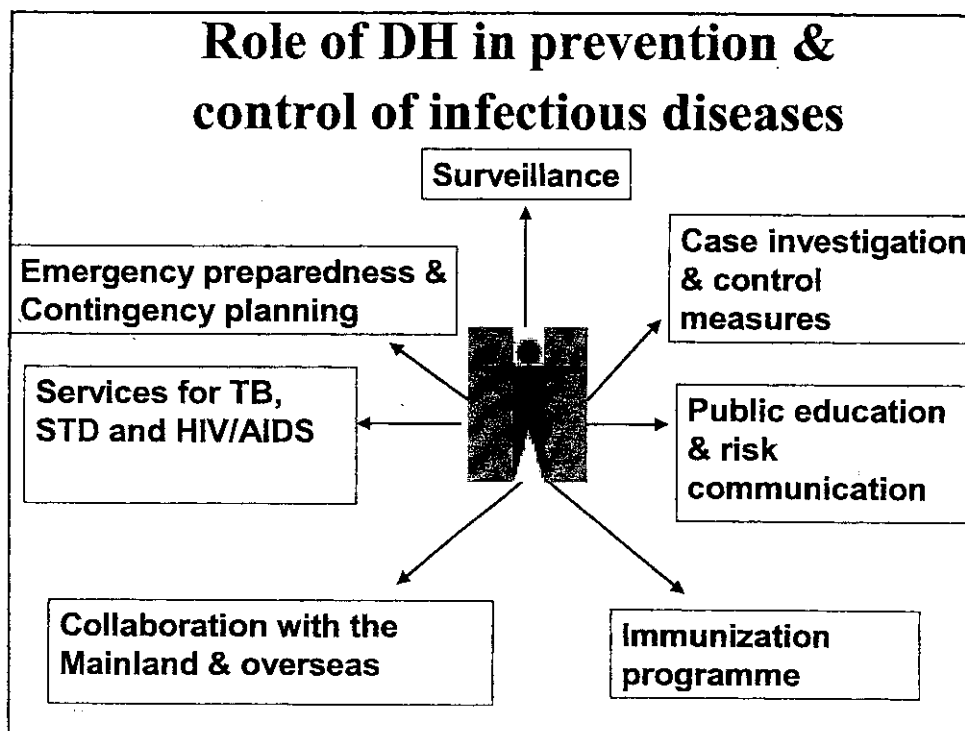 Role of DH in prevention &
control of infectious diseases
Surveillance
Case investigation
& control
measures
Emergency preparedness &
Contingency planning
Services for TB,
STD and HIV/AIDS
Public education
& risk
communication
Collaboration with the
Mainland & overseas
Immunization
programme